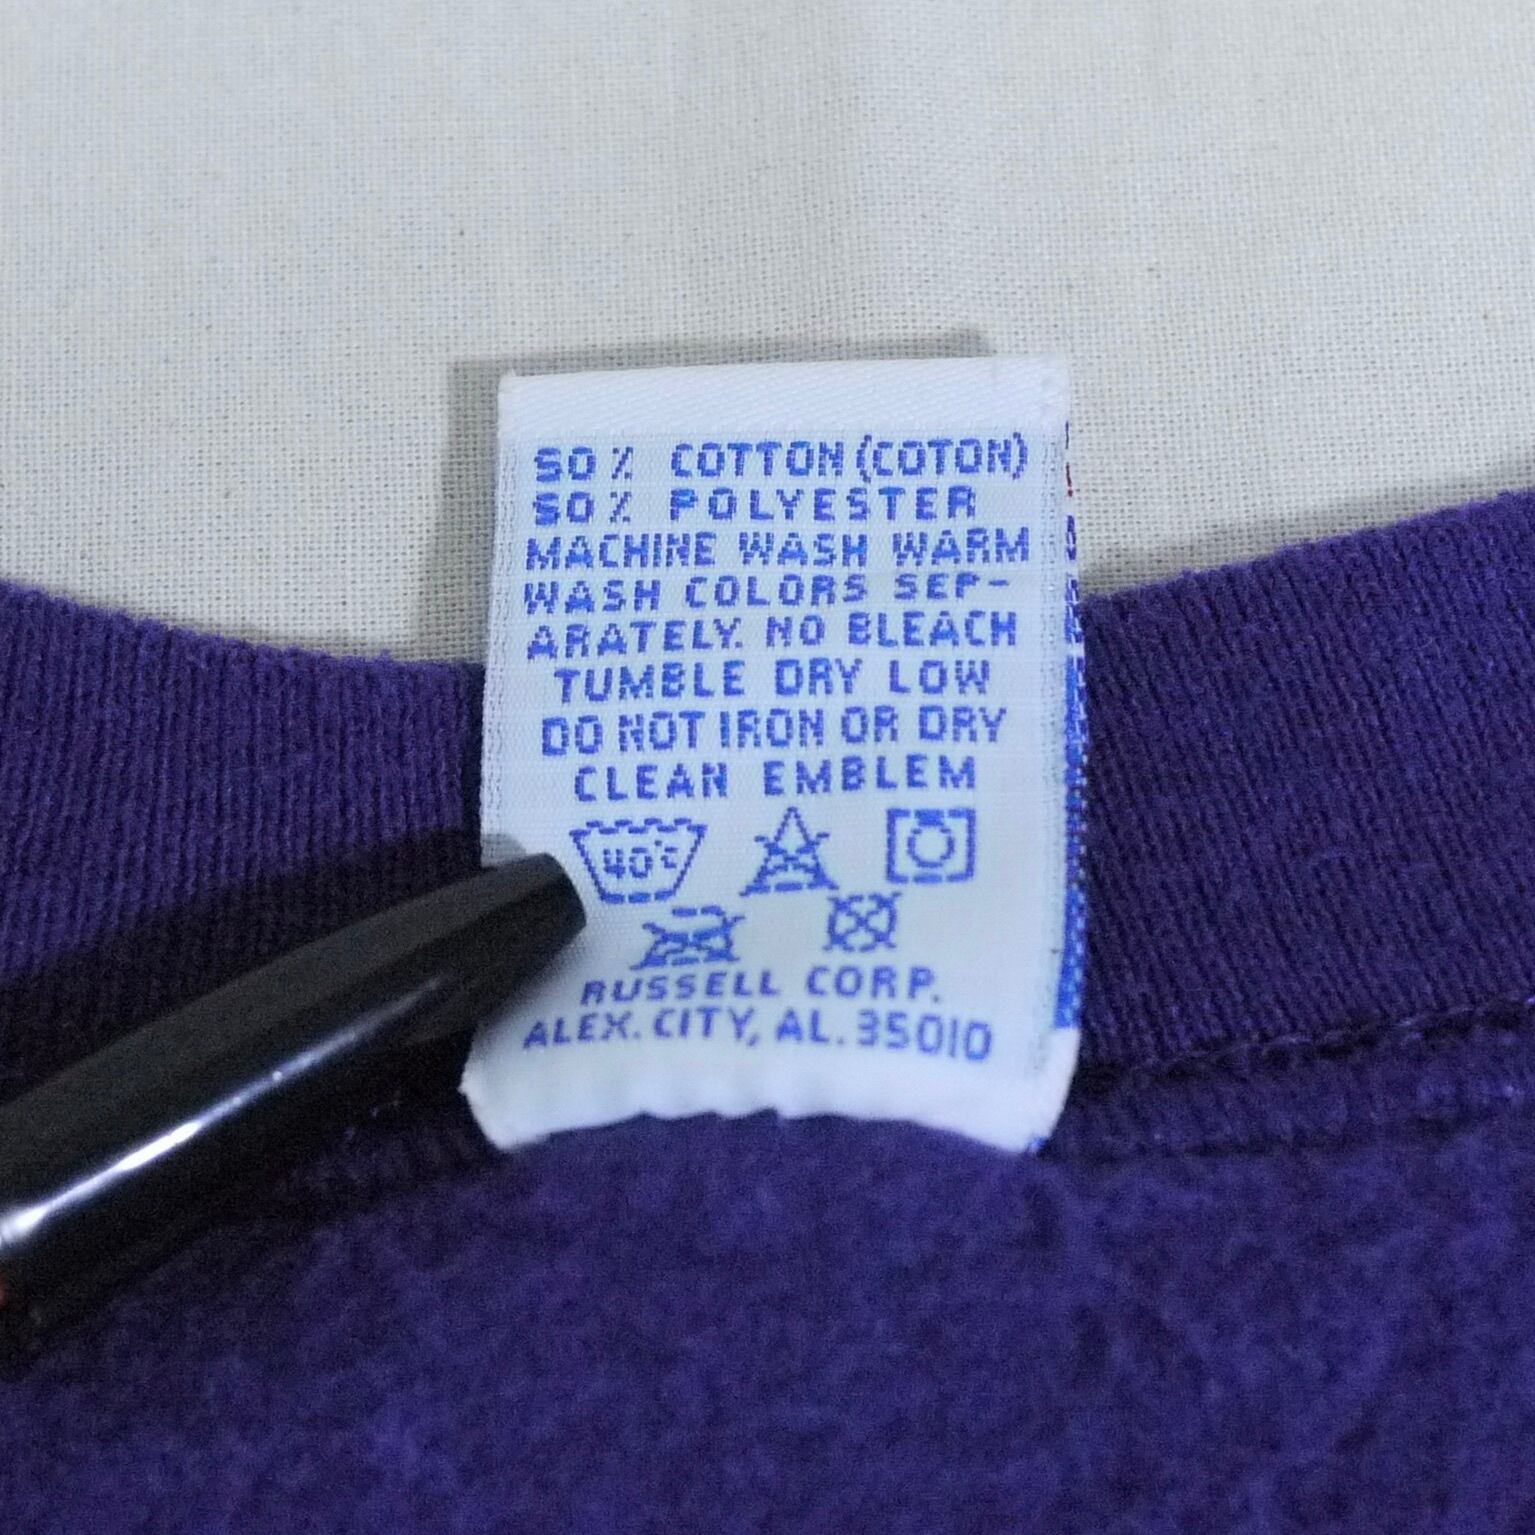 50% COTTON (COTON)
50% POLYESTER
MACHINE WASH WARM
WASH COLORS SEP-
ARATELY. NO BLEACH
TUMBLE DRY LOW
DO NOT IRON OR DRY
CLEAN EMBLEM
40°C
RUSSELL CORP.
ALEX. CITY, AL. 35010